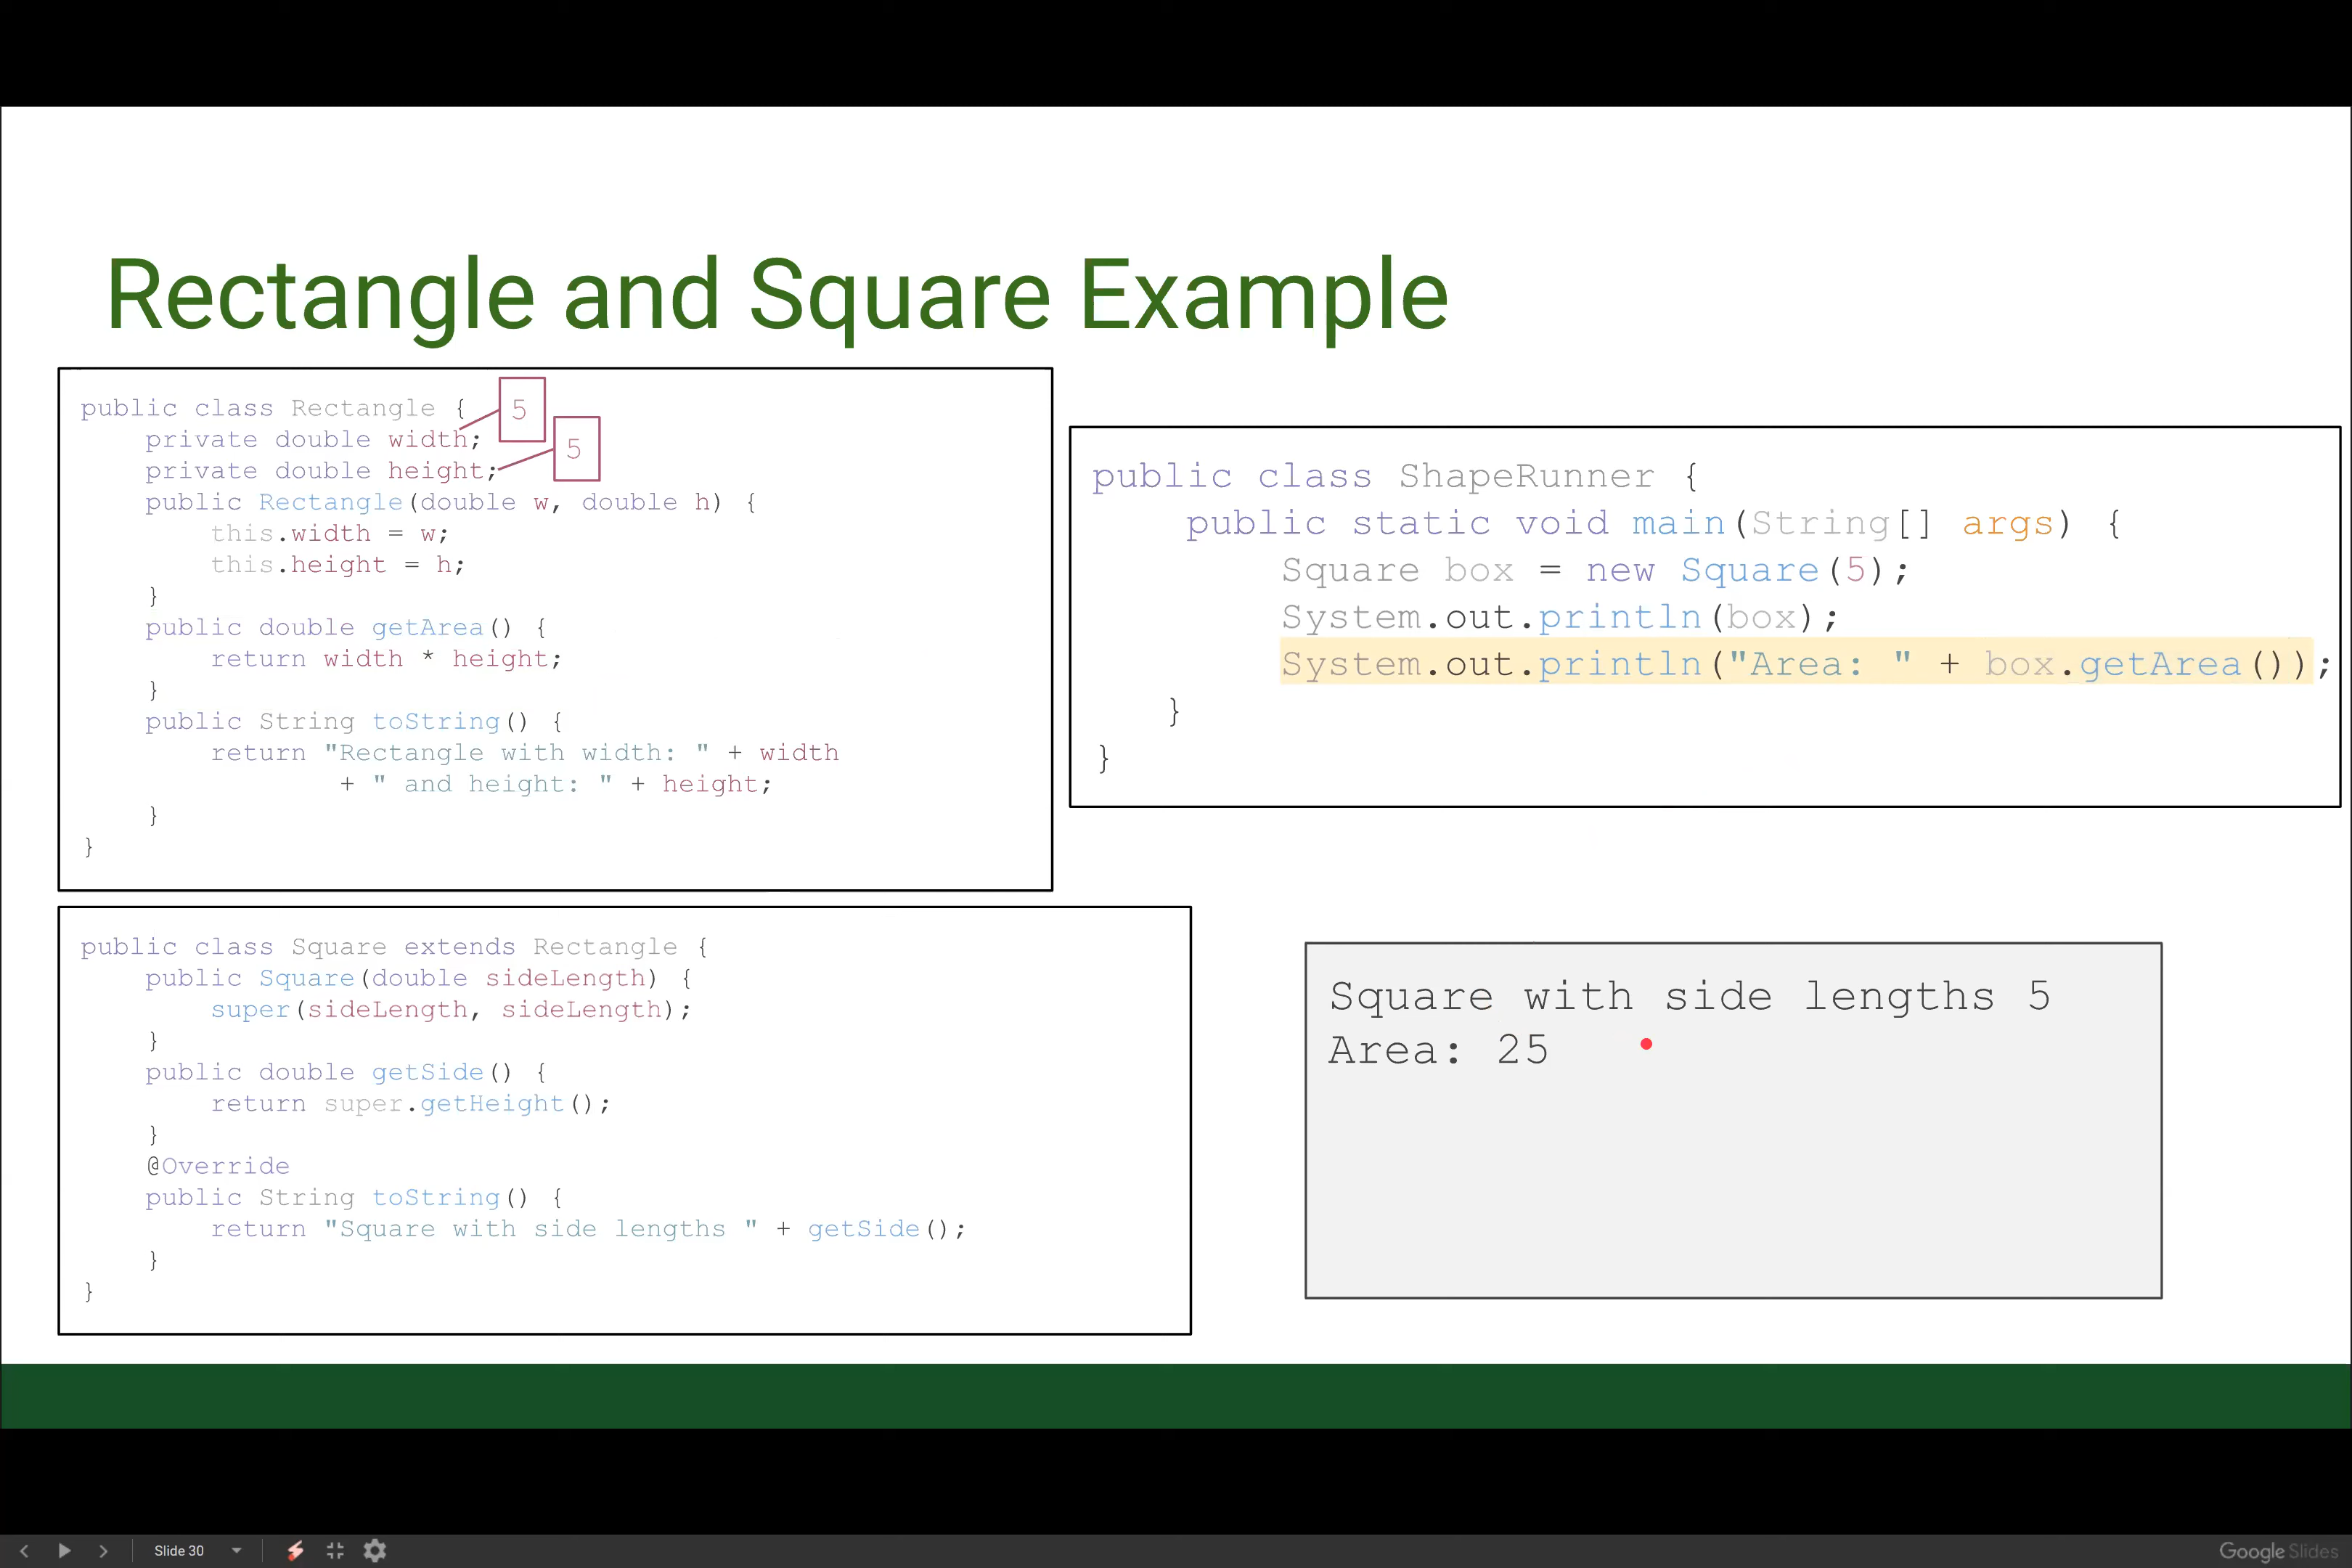 Rectangle and Square Example
public class Rectangle {
private double width;
private double height;
5
5
public Rectangle(double w, double h) {
this.width = w;
this.height = h;
}
public double getArea() {
return width * height;
}
public String toString() {
return "Rectangle with width: " + width
+ " and height: " + height;
}
}
public class ShapeRunner {
public static void main(String[] args) {
Square box = new Square(5);
System.out.println(box);
System.out.println("Area: " + box.getArea());
}
}
public class Square extends Rectangle {
public Square(double sideLength) {
super(sideLength, sideLength);
}
public double getSide() {
return super.getHeight();
}
@Override
public String toString() {
return "Square with side lengths " + getSide();
}
}
Square with side lengths 5
Area: 25
Slide 30
Google Slides